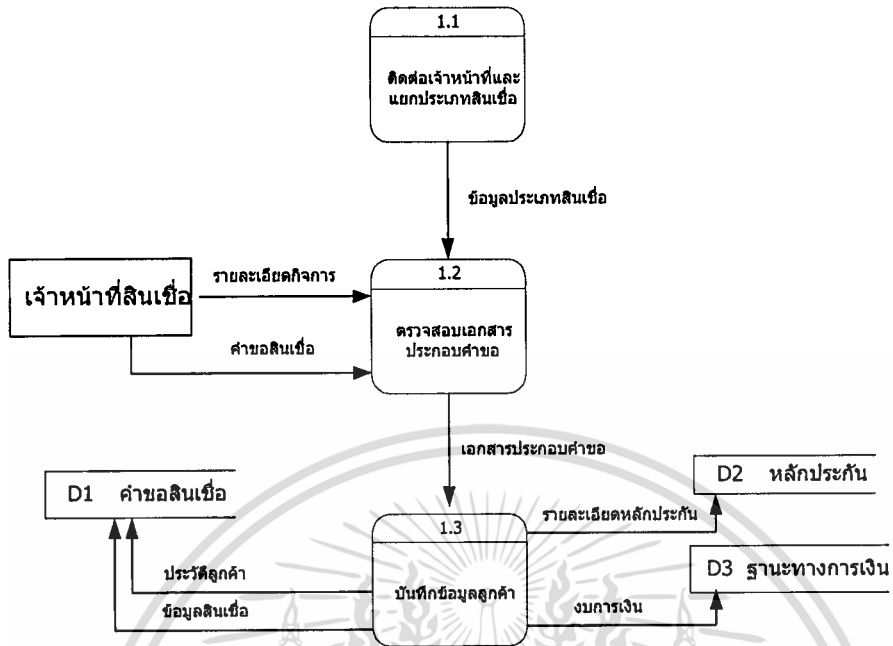 1.1
ติดต่อเจ้าหน้าที่และ
แยกประเภทสินเชื่อ
ข้อมูลประเภทสินเชื่อ
เจ้าหน้าที่สินเชื่อ
รายละเอียดกิจการ
คำขอสินเชื่อ
1.2
ตรวจสอบเอกสาร
ประกอบคำขอ
เอกสารประกอบคำขอ
D1 คำขอสินเชื่อ
D2 หลักประกัน
1.3
บันทึกข้อมูลลูกค้า
รายละเอียดหลักประกัน
D3 ฐานะทางการเงิน
ประวัติลูกค้า
ข้อมูลสินเชื่อ
งบการเงิน